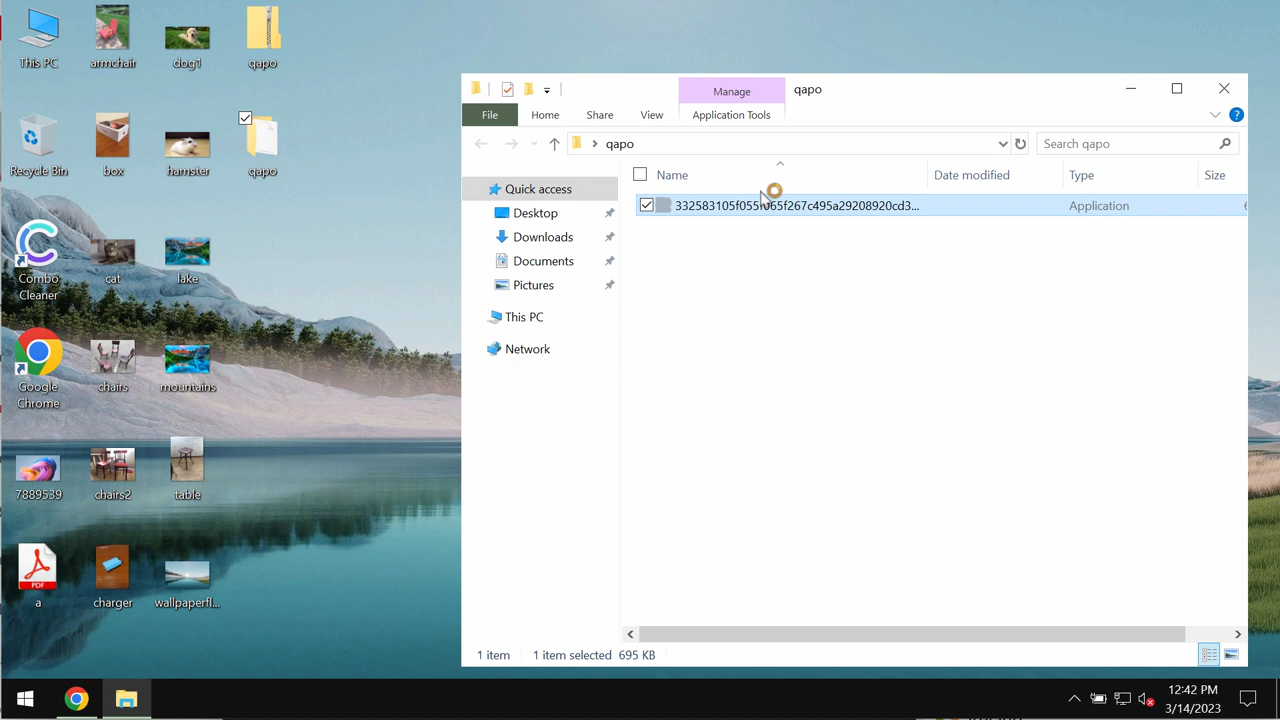 This PC
armchair
dog1
qapo
Recycle Bin
box
hamster
qapo
Combo
Cleaner
cat
lake
Google
Chrome
chairs
mountains
7889539
chairs2
table
PDF
a
charger
wallpaperfl...
Manage
qapo
File
Home
Share
View
Application Tools
?
qapo
Search qapo
Name
Date modified
Type
Size
Quick access
Desktop
Downloads
Documents
Pictures
This PC
Network
332583105f055f065f267c495a29208920cd3...
Application
1 item
1 item selected 695 KB
12:42 PM
3/14/2023